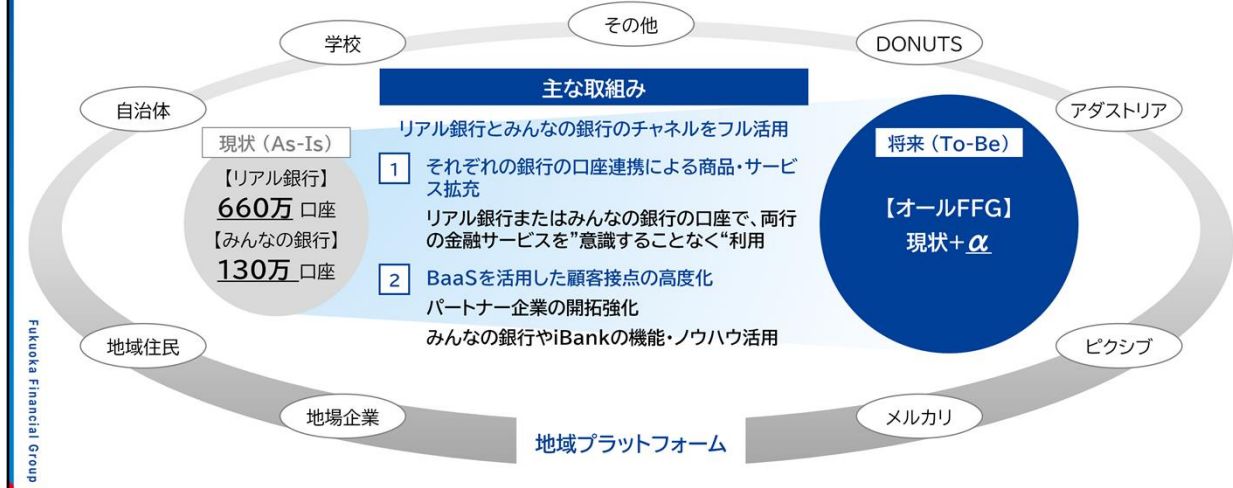 その他
学校
DONUTS
自治体
アダストリア
主な取組み
リアル銀行とみんなの銀行のチャネルをフル活用
現状（As-Is）
【リアル銀行】
660万 口座
【みんなの銀行】
130万 口座
1 それぞれの銀行の口座連携による商品・サービ
ス拡充
リアル銀行またはみんなの銀行の口座で、両行
の金融サービスを”意識することなく“利用
2 BaaSを活用した顧客接点の高度化
パートナー企業の開拓強化
みんなの銀行やiBankの機能・ノウハウ活用
将来（To-Be）
【オールFFG】
現状+α
地域住民
ピクシブ
地場企業
メルカリ
地域プラットフォーム
Fukuoka Financial Group